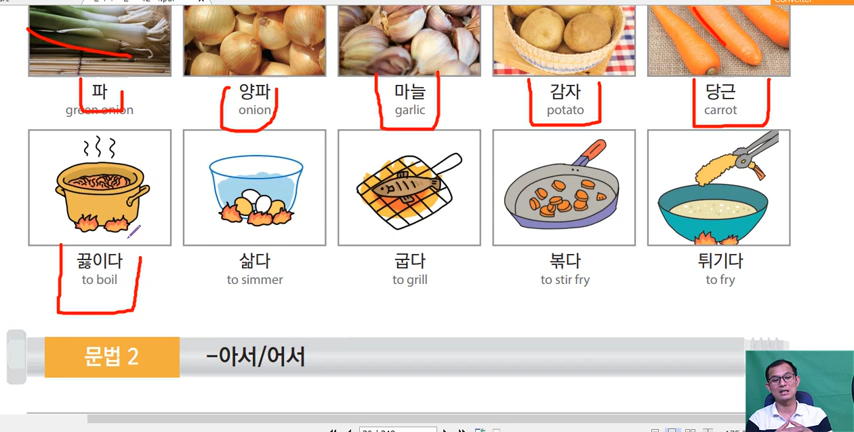 Converter
파 양파 마늘 감자 당근
green onion onion garlic potato carrot
끓이다 삶다 굽다 볶다 튀기다
to boil to simmer to grill to stir fry to fry
문법 2 -아서/어서